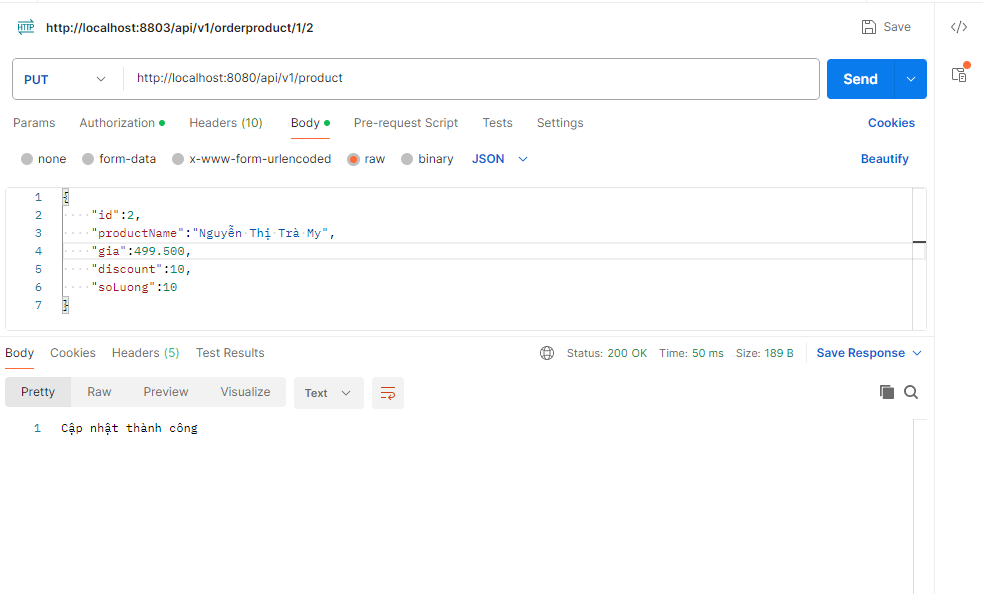 HTTP http://localhost:8803/api/v1/orderproduct/1/2 Save </>
PUT http://localhost:8080/api/v1/product Send
Params Authorization Headers (10) Body Pre-request Script Tests Settings Cookies
none form-data x-www-form-urlencoded raw binary JSON Beautify
1 {
2 "id":2,
3 "productName":"Nguyễn Thị Trà My",
4 "gia":499.500,
5 "discount":10,
6 "soLuong":10
7 }
Body Cookies Headers (5) Test Results Status: 200 OK Time: 50 ms Size: 189 B Save Response
Pretty Raw Preview Visualize Text
1 Cập nhật thành công